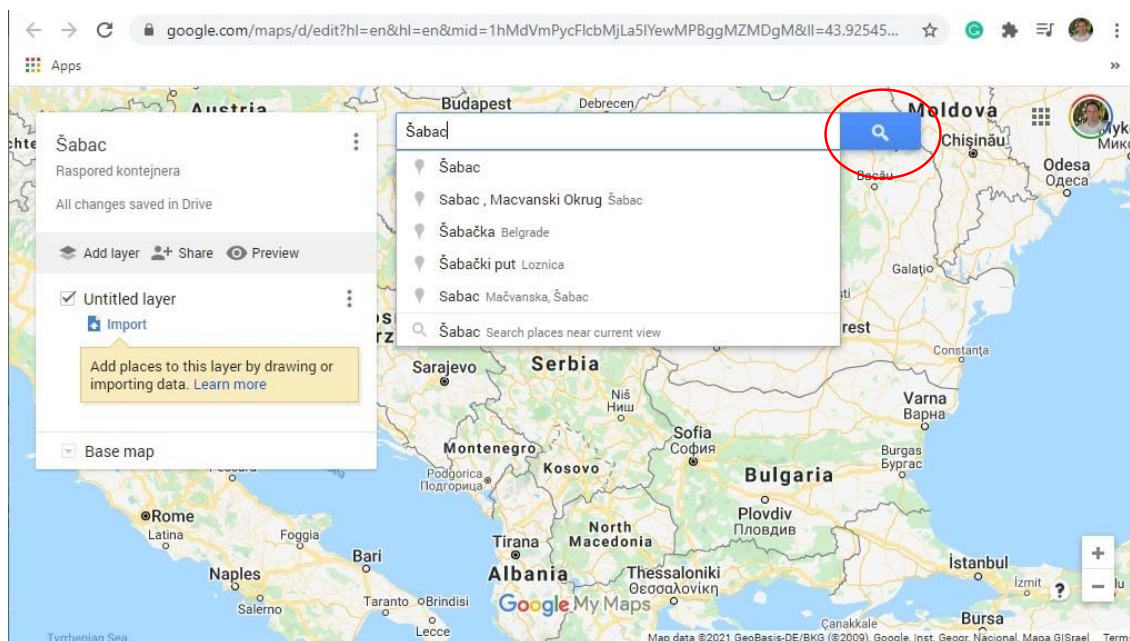 google.com/maps/d/edit?hl=en&hl=en&mid=1hMdVmPycFIcbMjLa5IYewMPBggMZMDgM&ll=43.92545...
Apps
»
Austria
Budapest
Debrecen
Moldova
Chișinău
Odesa
Одеса
Bacău
Galați
Šabac
Raspored kontejnera
All changes saved in Drive
Add layer
Share
Preview
Untitled layer
Import
Add places to this layer by drawing or
importing data. Learn more
Base map
Šabac
Šabac
Sabac , Macvanski Okrug Šabac
Šabačka Belgrade
Šabački put Loznica
Sabac Mačvanska, Šabac
Šabac Search places near current view
Sarajevo
Serbia
Constanța
Niš
Ниш
Varna
Варна
Sofia
София
Montenegro
Burgas
Бургас
Podgorica
Подгорица
Kosovo
Bulgaria
Rome
Latina
Foggia
Plovdiv
Пловдив
Tirana
North
Macedonia
Bari
İstanbul
Naples
Albania
Thessaloniki
Θεσσαλονίκη
İzmit
Salerno
Taranto
Brindisi
Google My Maps
Lecce
Çanakkale
Bursa
Tyrrhenian Sea
Map data ©2021 GeoBasis-DE/BKG (©2009), Google, Inst. Geogr. Nacional, Mapa GISrael